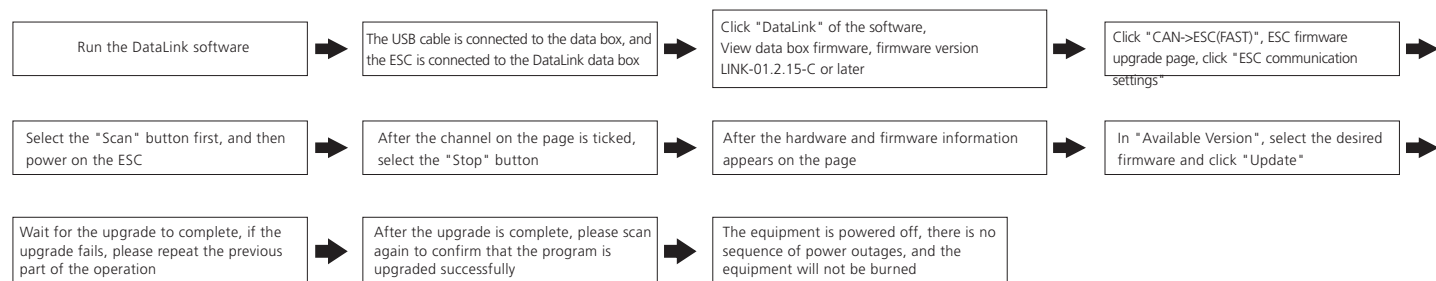 Run the DataLink software
The USB cable is connected to the data box, and
the ESC is connected to the DataLink data box
Click "DataLink" of the software,
View data box firmware, firmware version
LINK-01.2.15-C or later
Click "CAN->ESC(FAST)", ESC firmware
upgrade page, click "ESC communication
settings"
Select the "Scan" button first, and then
power on the ESC
After the channel on the page is ticked,
select the "Stop" button
After the hardware and firmware information
appears on the page
In "Available Version", select the desired
firmware and click "Update"
Wait for the upgrade to complete, if the
upgrade fails, please repeat the previous
part of the operation
After the upgrade is complete, please scan
again to confirm that the program is
upgraded successfully
The equipment is powered off, there is no
sequence of power outages, and the
equipment will not be burned